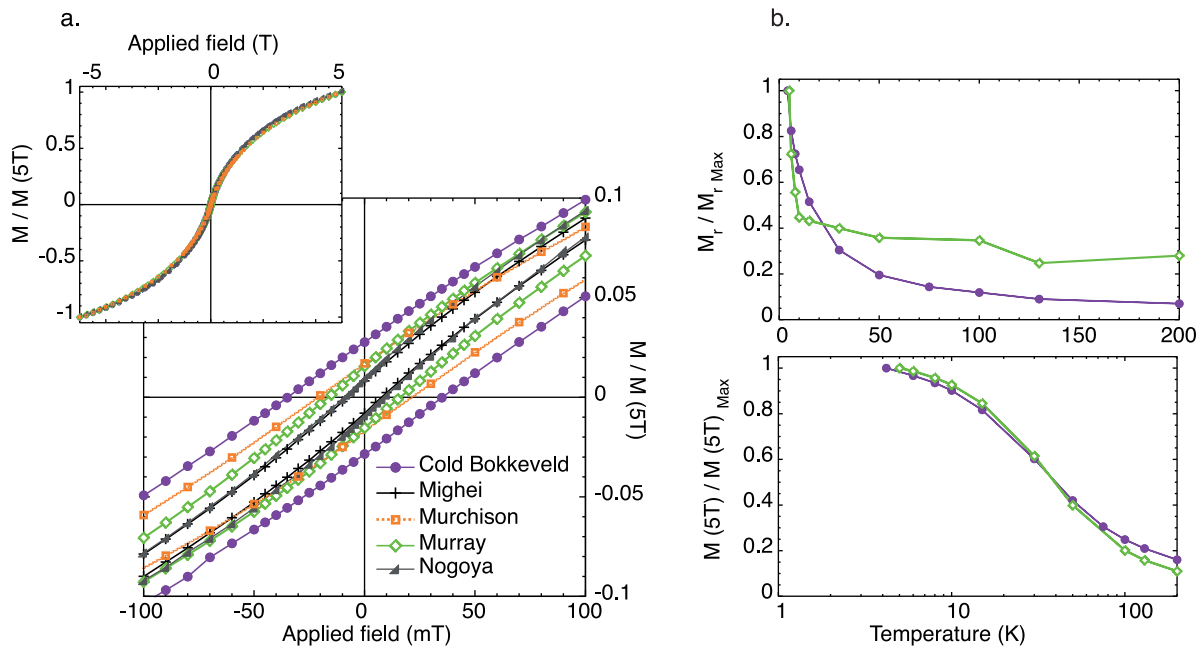 a.
Applied field (T)
-5 0 5
1
0.5
0
-0.5
-1
M / M (5T)
0.1
0.05
0
-0.05
-0.1
M / M (5T)
Cold Bokkeveld
Mighei
Murchison
Murray
Nogoya
-100 -50 0 50 100
Applied field (mT)
b.
1
0.8
0.6
0.4
0.2
0
M r / M r Max
0 50 100 150 200
1
0.8
0.6
0.4
0.2
0
M (5T) / M (5T) Max
1 10 100
Temperature (K)